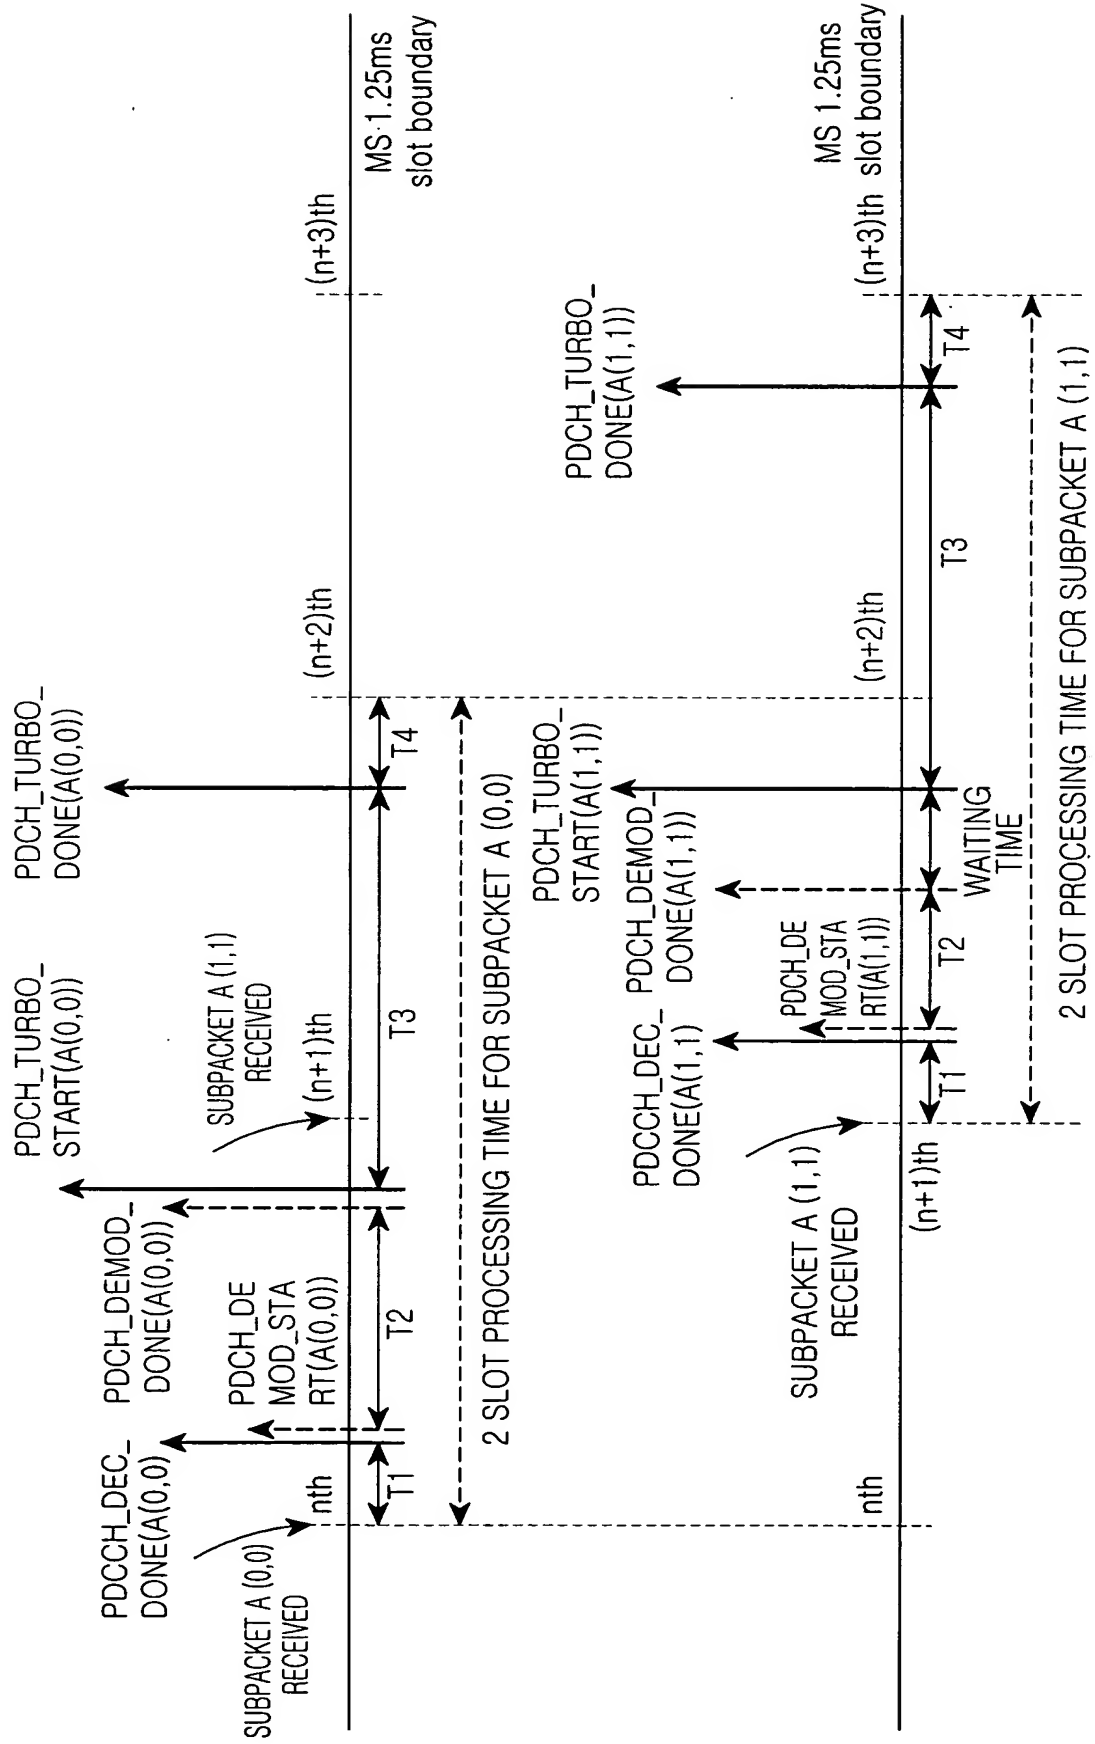 PDCCH_DEC_
DONE(A(0,0)
PDCH_DEMOD_
DONE(A(0,0))
PDCH_TURBO_
START(A(0,0))
PDCH_TURBO_
DONE(A(0,0))
SUBPACKET A (0,0)
RECEIVED
PDCH_DE
MOD_STA
RT(A(0,0))
SUBPACKET A (1,1)
RECEIVED
nth
(n+1)th
(n+2)th
(n+3)th
MS 1.25ms
slot boundary
T1
T2
T3
T4
2 SLOT PROCESSING TIME FOR SUBPACKET A (0,0)
PDCCH_DEC_
DONE(A(1,1)
PDCH_DEMOD_
DONE(A(1,1))
PDCH_TURBO_
START(A(1,1))
PDCH_TURBO_
DONE(A(1,1))
SUBPACKET A (1,1)
RECEIVED
PDCH_DE
MOD_STA
RT(A(1,1))
nth
(n+1)th
(n+2)th
(n+3)th
MS 1.25ms
slot boundary
T1
T2
WAITING
TIME
T3
T4
2 SLOT PROCESSING TIME FOR SUBPACKET A (1,1)